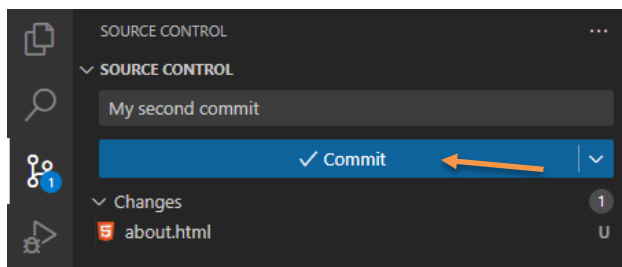 SOURCE CONTROL
SOURCE CONTROL
My second commit
Commit
1
Changes 1
about.html U